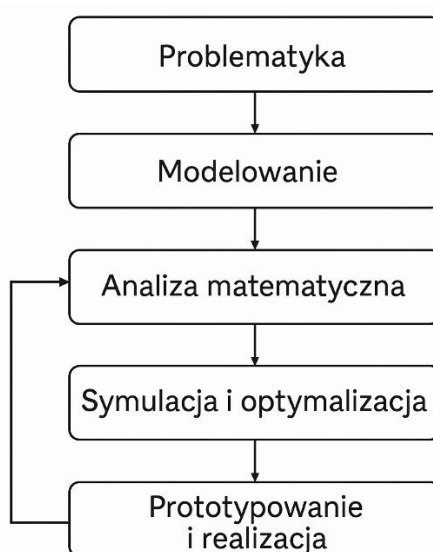 Problematyka
Modelowanie
Analiza matematyczna
Symulacja i optymalizacja
Prototypowanie
i realizacja